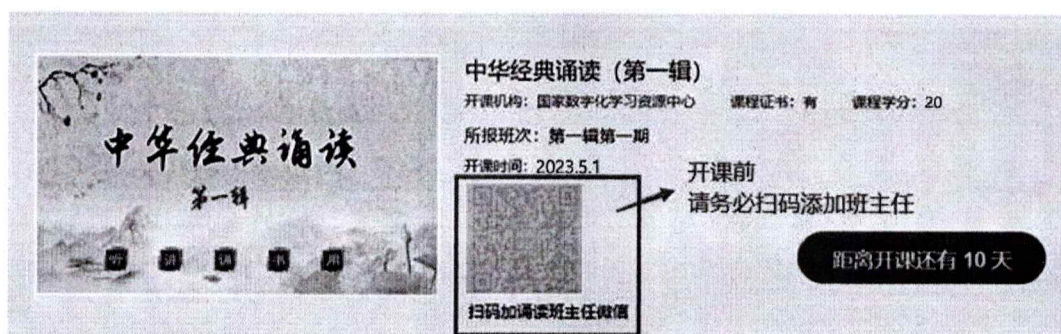 中华经典诵读
第一辑
听 讲 诵 书 用
中华经典诵读（第一辑）
开课机构：国家数字化学习资源中心 课程证书：有 课程学分：20
所报班次：第一辑第一期
开课时间：2023.5.1
扫码加诵读班主任微信
开课前
请务必扫码添加班主任
距离开课还有 10 天